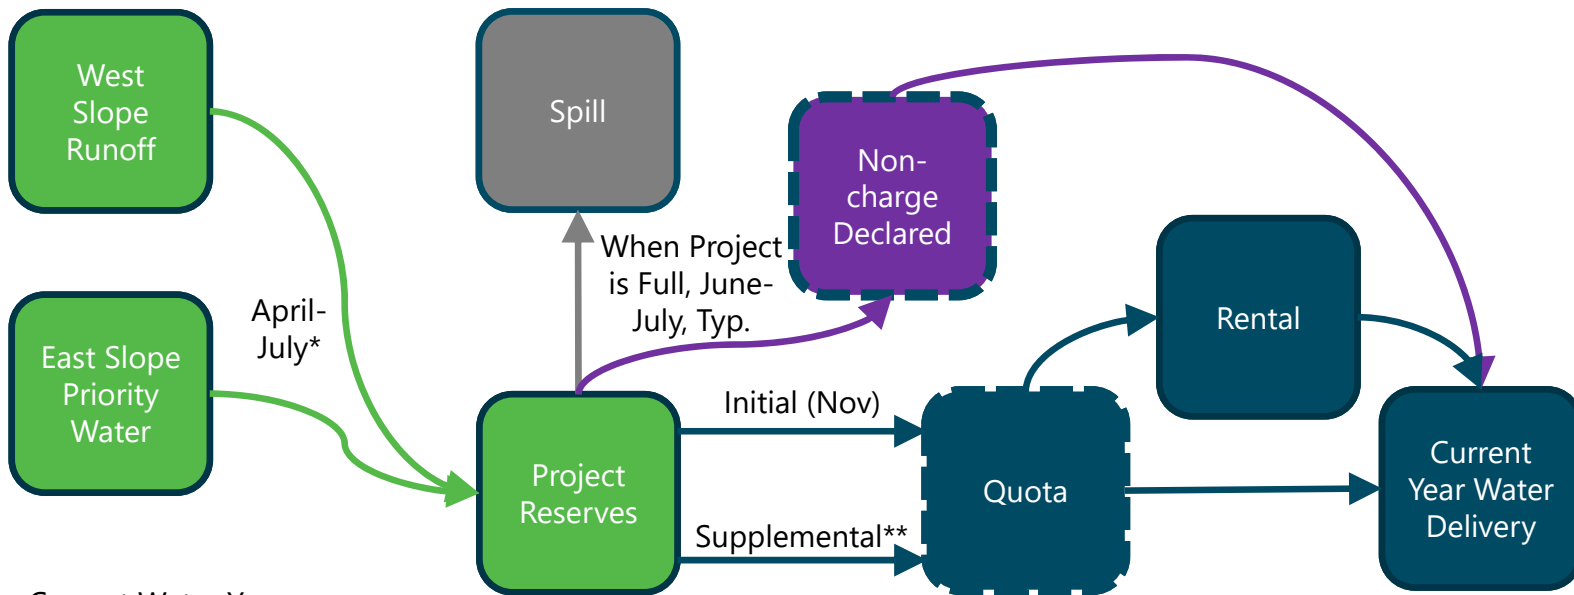 West
Slope
Runoff
Spill
Non-
charge
Declared
When Project
is Full, June-
July, Typ.
Rental
April-
July*
East Slope
Priority
Water
Initial (Nov)
Project
Reserves
Quota
Current
Year Water
Delivery
Supplemental**